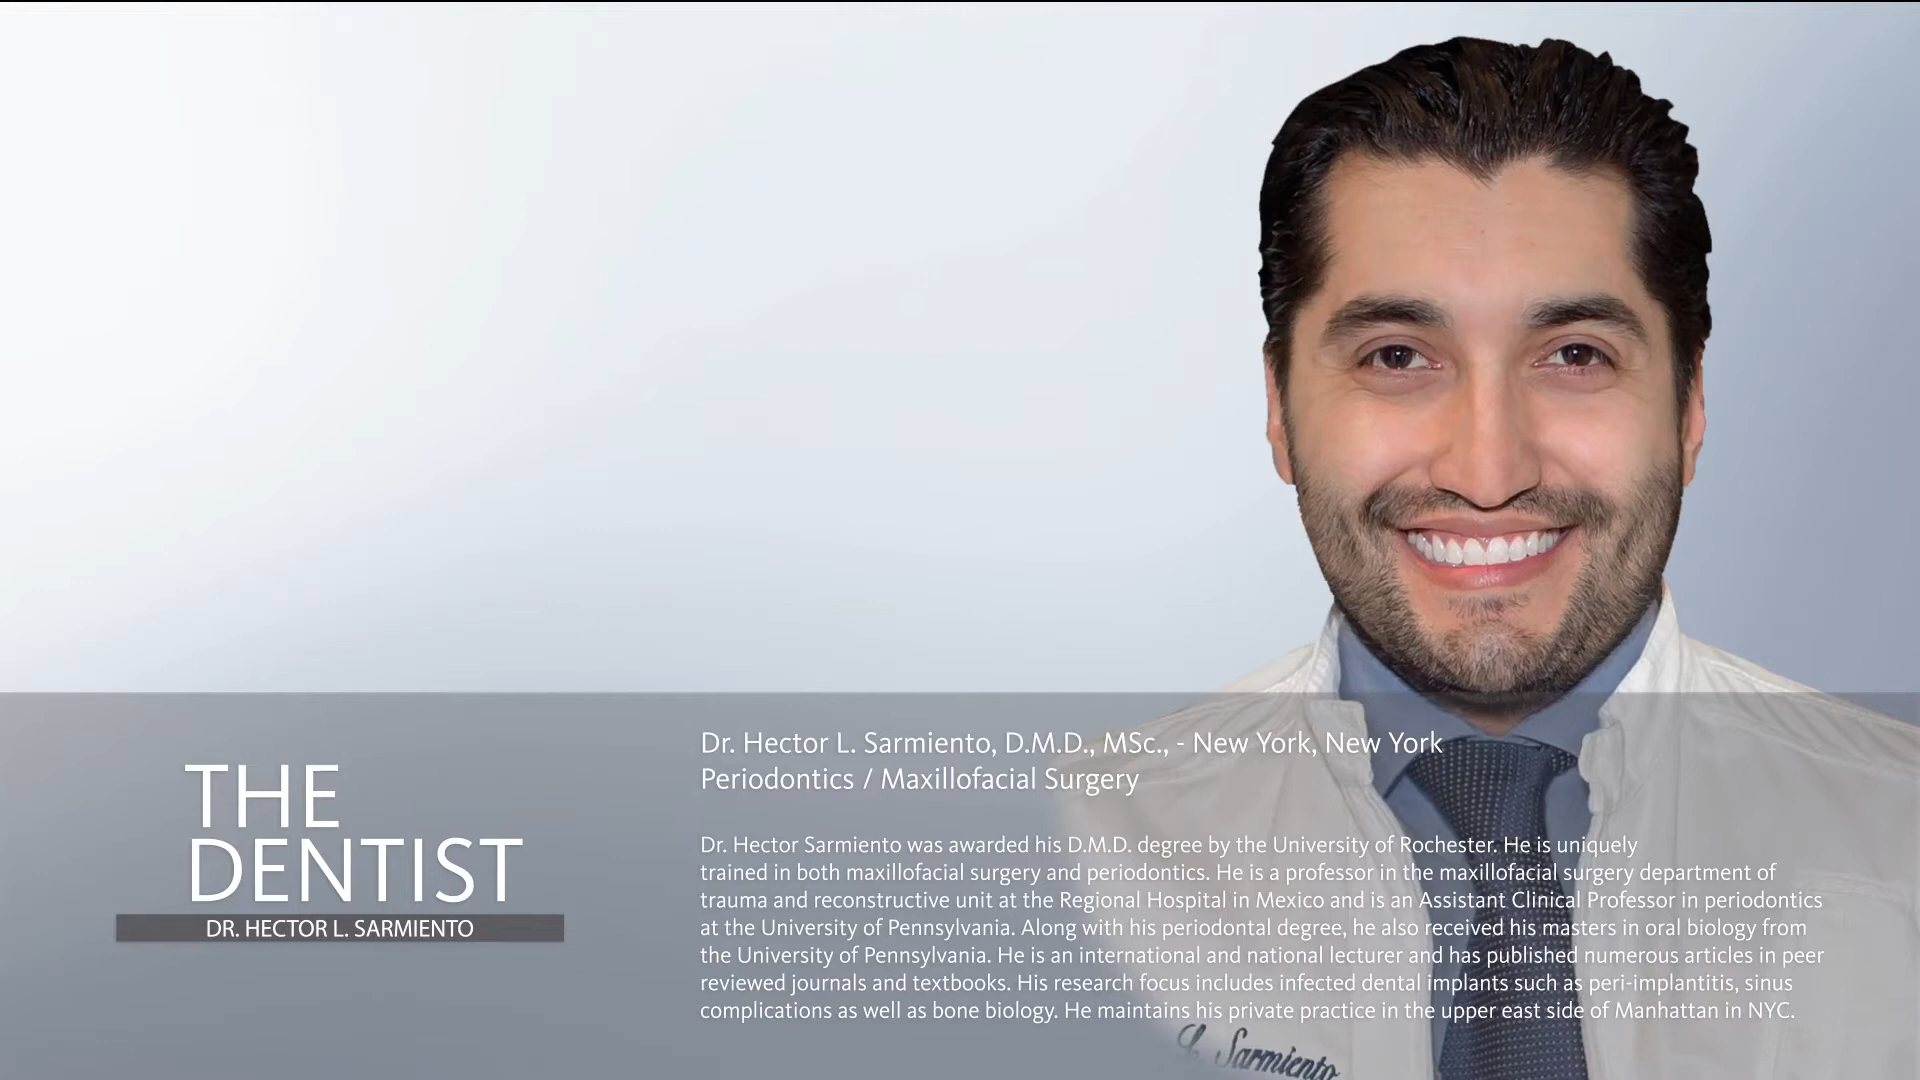 THE
DENTIST
DR. HECTOR L. SARMIENTO
Dr. Hector L. Sarmiento, D.M.D., MSc., - New York, New York
Periodontics / Maxillofacial Surgery
Dr. Hector Sarmiento was awarded his D.M.D. degree by the University of Rochester. He is uniquely
trained in both maxillofacial surgery and periodontics. He is a professor in the maxillofacial surgery department of
trauma and reconstructive unit at the Regional Hospital in Mexico and is an Assistant Clinical Professor in periodontics
at the University of Pennsylvania. Along with his periodontal degree, he also received his masters in oral biology from
the University of Pennsylvania. He is an international and national lecturer and has published numerous articles in peer
reviewed journals and textbooks. His research focus includes infected dental implants such as peri-implantitis, sinus
complications as well as bone biology. He maintains his private practice in the upper east side of Manhattan in NYC.
L. Sarmiento